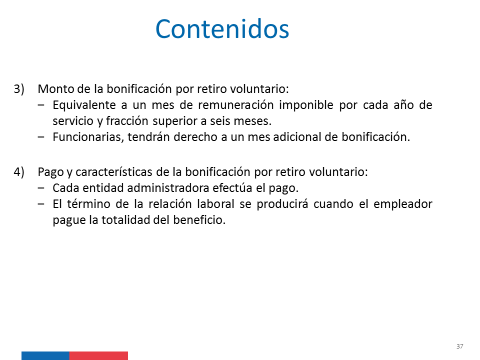 Contenidos
3) Monto de la bonificación por retiro voluntario:
– Equivalente a un mes de remuneración imponible por cada año de
servicio y fracción superior a seis meses.
– Funcionarias, tendrán derecho a un mes adicional de bonificación.
4) Pago y características de la bonificación por retiro voluntario:
– Cada entidad administradora efectúa el pago.
– El término de la relación laboral se producirá cuando el empleador
pague la totalidad del beneficio.
37